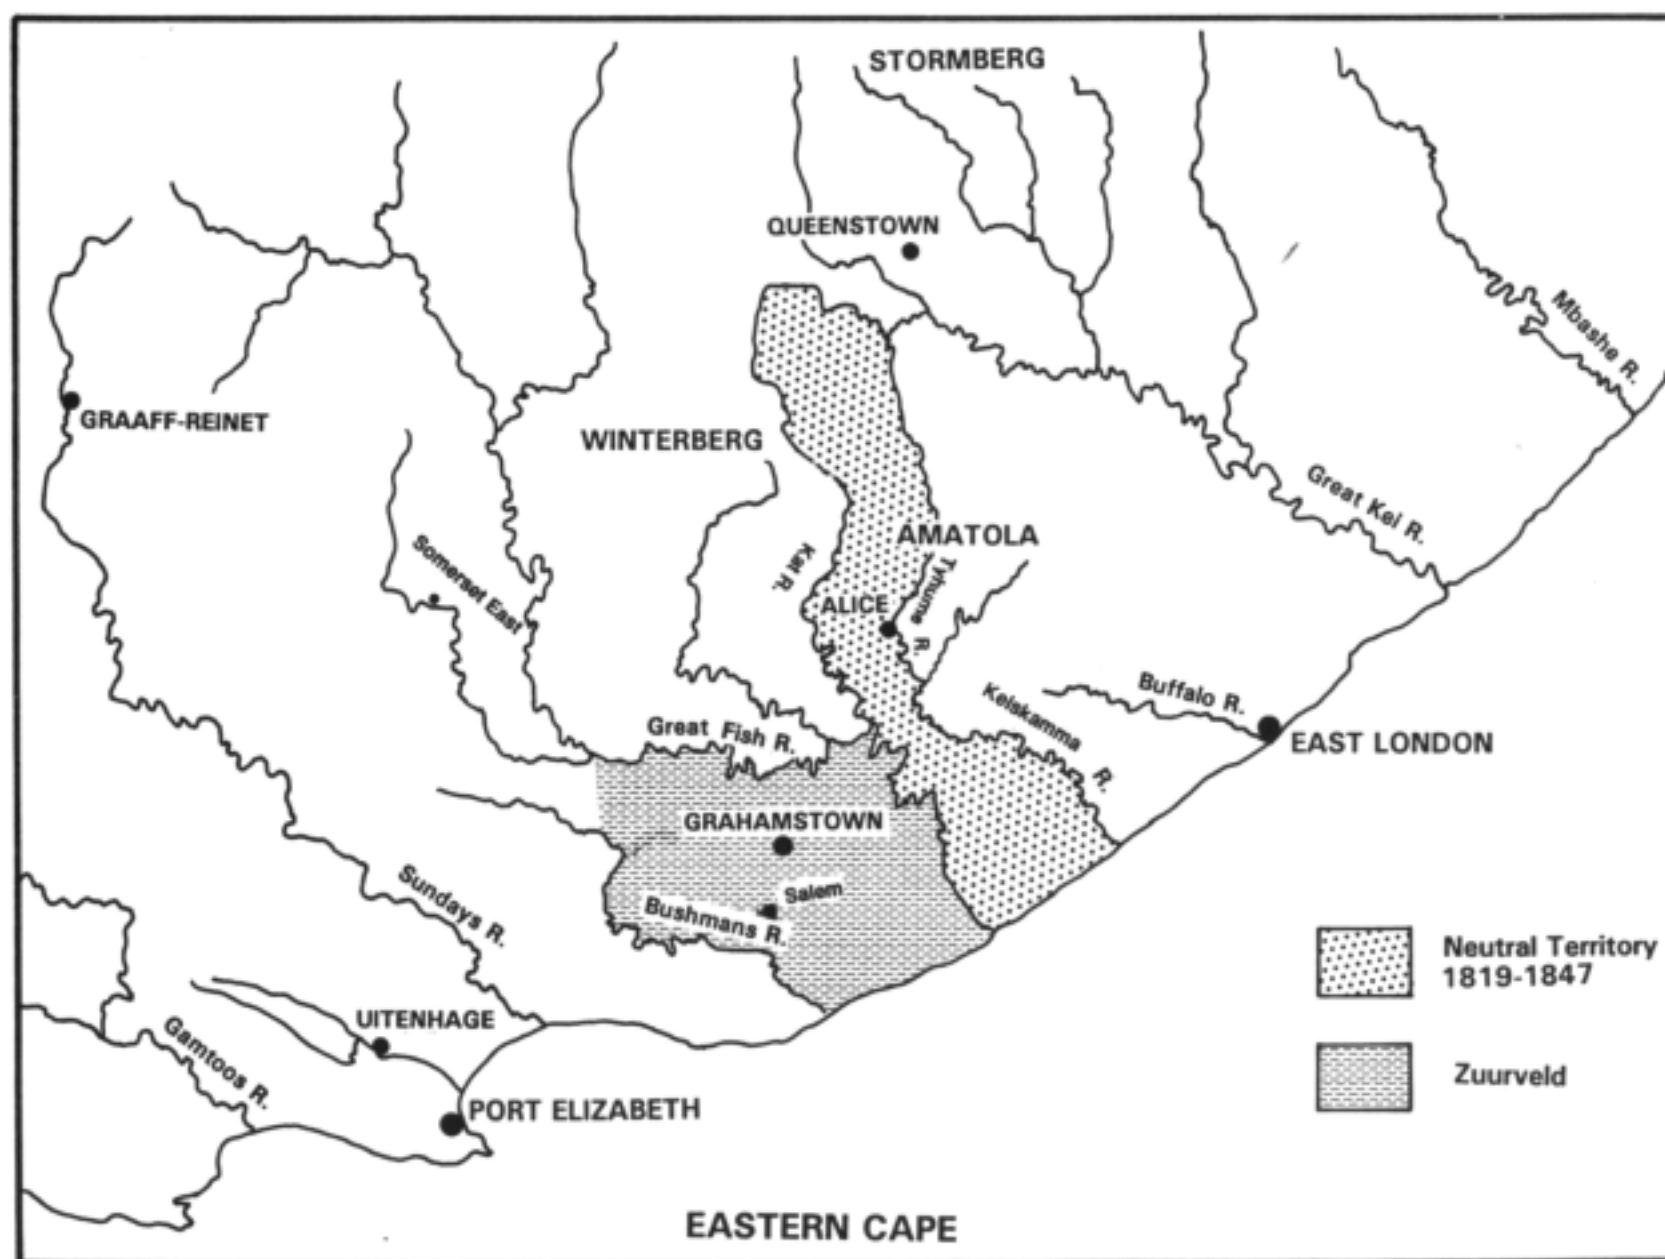 STORMBERG
QUEENSTOWN
Mbashe R.
GRAAFF-REINET
WINTERBERG
Great Kei R.
AMATOLA
Somerset East
Kat R.
Tyhume R.
ALICE
Keiskamma R.
Buffalo R.
EAST LONDON
Great Fish R.
GRAHAMSTOWN
Salem
Bushmans R.
Sundays R.
Neutral Territory
1819-1847
UITENHAGE
Gamtoos R.
Zuurveld
PORT ELIZABETH
EASTERN CAPE